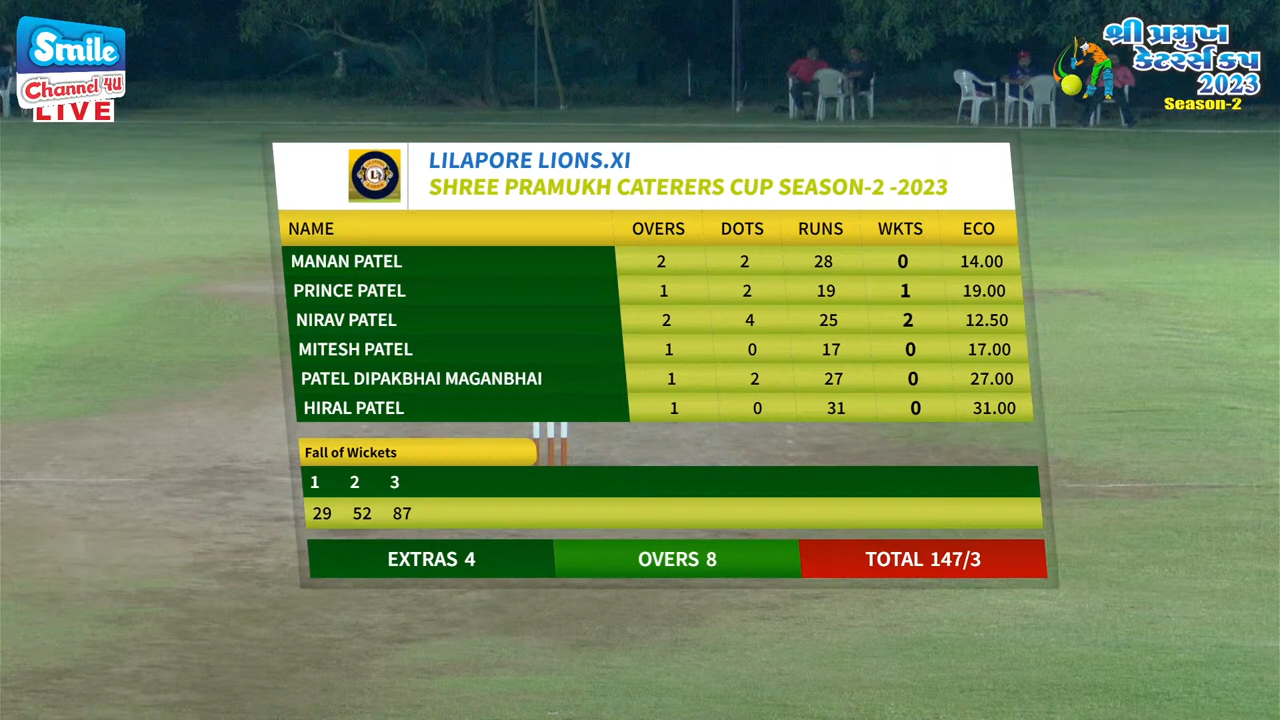 Smile
Channel 4U
LIVE
શ્રી પ્રમુખ
કેટરર્સ કપ
2023
Season-2
LILAPORE LIONS.XI
SHREE PRAMUKH CATERERS CUP SEASON-2 -2023
NAME OVERS DOTS RUNS WKTS ECO
MANAN PATEL 2 2 28 0 14.00
PRINCE PATEL 1 2 19 1 19.00
NIRAV PATEL 2 4 25 2 12.50
MITESH PATEL 1 0 17 0 17.00
PATEL DIPAKBHAI MAGANBHAI 1 2 27 0 27.00
HIRAL PATEL 1 0 31 0 31.00
Fall of Wickets
1 2 3
29 52 87
EXTRAS 4 OVERS 8 TOTAL 147/3